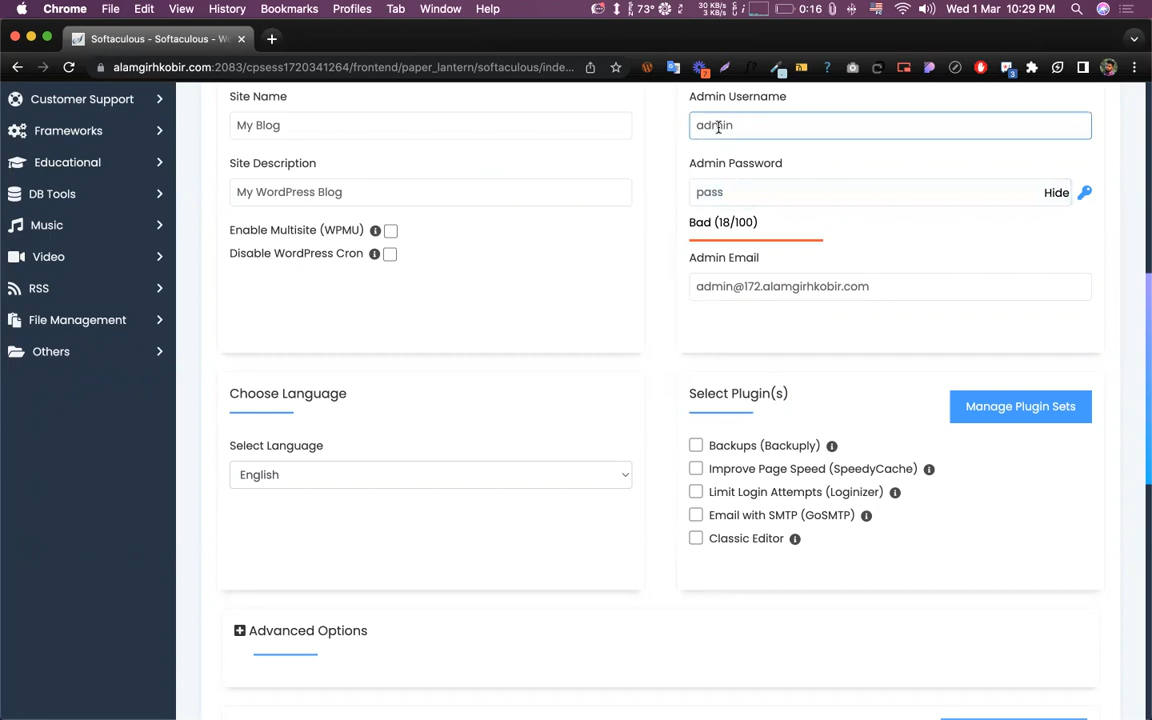 Chrome File Edit View History Bookmarks Profiles Tab Window Help 73° 30 KB/s 3 KB/s 0:16 Wed 1 Mar 10:29 PM
Softaculous - Softaculous - W
alamgirhkobir.com:2083/cpsess1720341264/frontend/paper_lantern/softaculous/inde...
Customer Support
Frameworks
Educational
DB Tools
Music
Video
RSS
File Management
Others
Site Name
My Blog
Site Description
My WordPress Blog
Enable Multisite (WPMU)
Disable WordPress Cron
Admin Username
admin
Admin Password
pass Hide
Bad (18/100)
Admin Email
admin@172.alamgirhkobir.com
Choose Language
Select Language
English
Select Plugin(s)
Manage Plugin Sets
Backups (Backuply)
Improve Page Speed (SpeedyCache)
Limit Login Attempts (Loginizer)
Email with SMTP (GoSMTP)
Classic Editor
Advanced Options